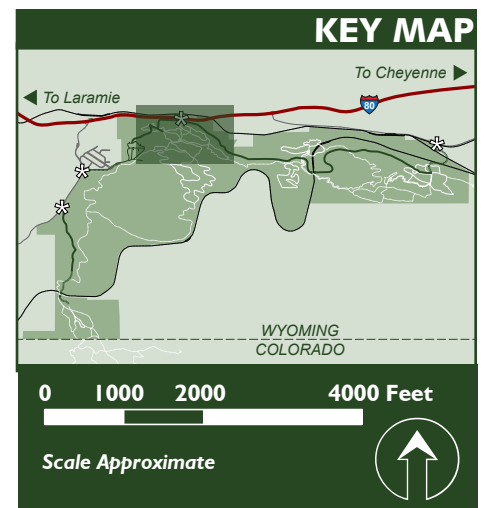 KEY MAP
To Cheyenne
To Laramie
80
WYOMING
COLORADO
0 1000 2000 4000 Feet
Scale Approximate